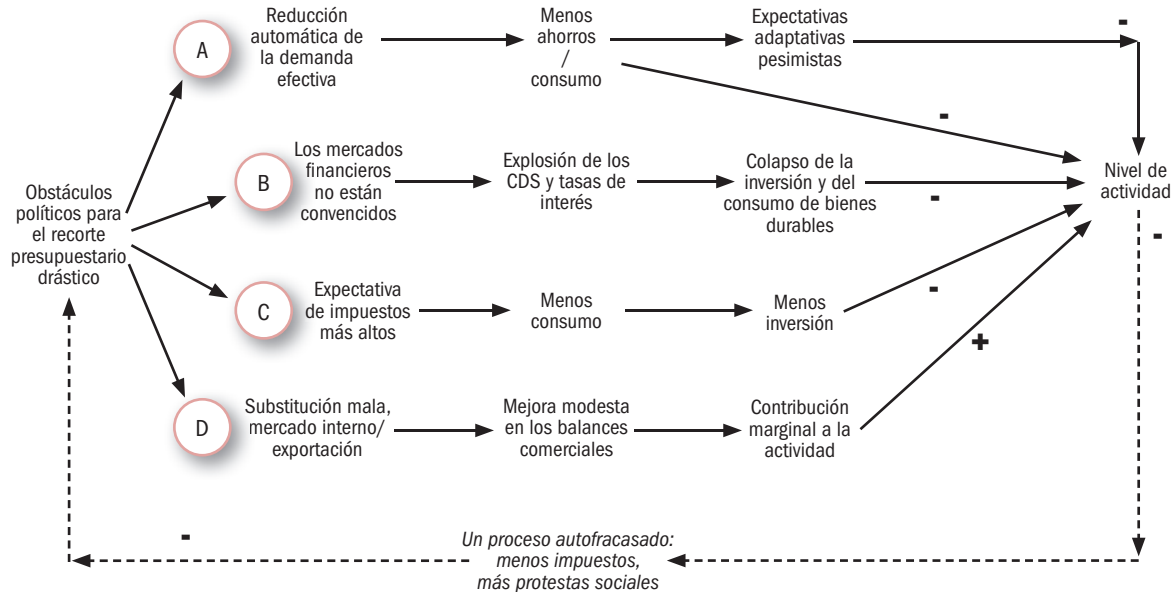 Obstáculos
políticos para
el recorte
presupuestario
drástico
A
Reducción
automática de
la demanda
efectiva
Menos
ahorros
/
consumo
Expectativas
adaptativas
pesimistas
-
-
B
Los mercados
financieros
no están
convencidos
Explosión de los
CDS y tasas de
interés
Colapso de la
inversión y del
consumo de bienes
durables
-
Nivel de
actividad
-
C
Expectativa
de impuestos
más altos
Menos
consumo
Menos
inversión
-
+
D
Substitución mala,
mercado interno/
exportación
Mejora modesta
en los balances
comerciales
Contribución
marginal a la
actividad
-
Un proceso autofracasado:
menos impuestos,
más protestas sociales